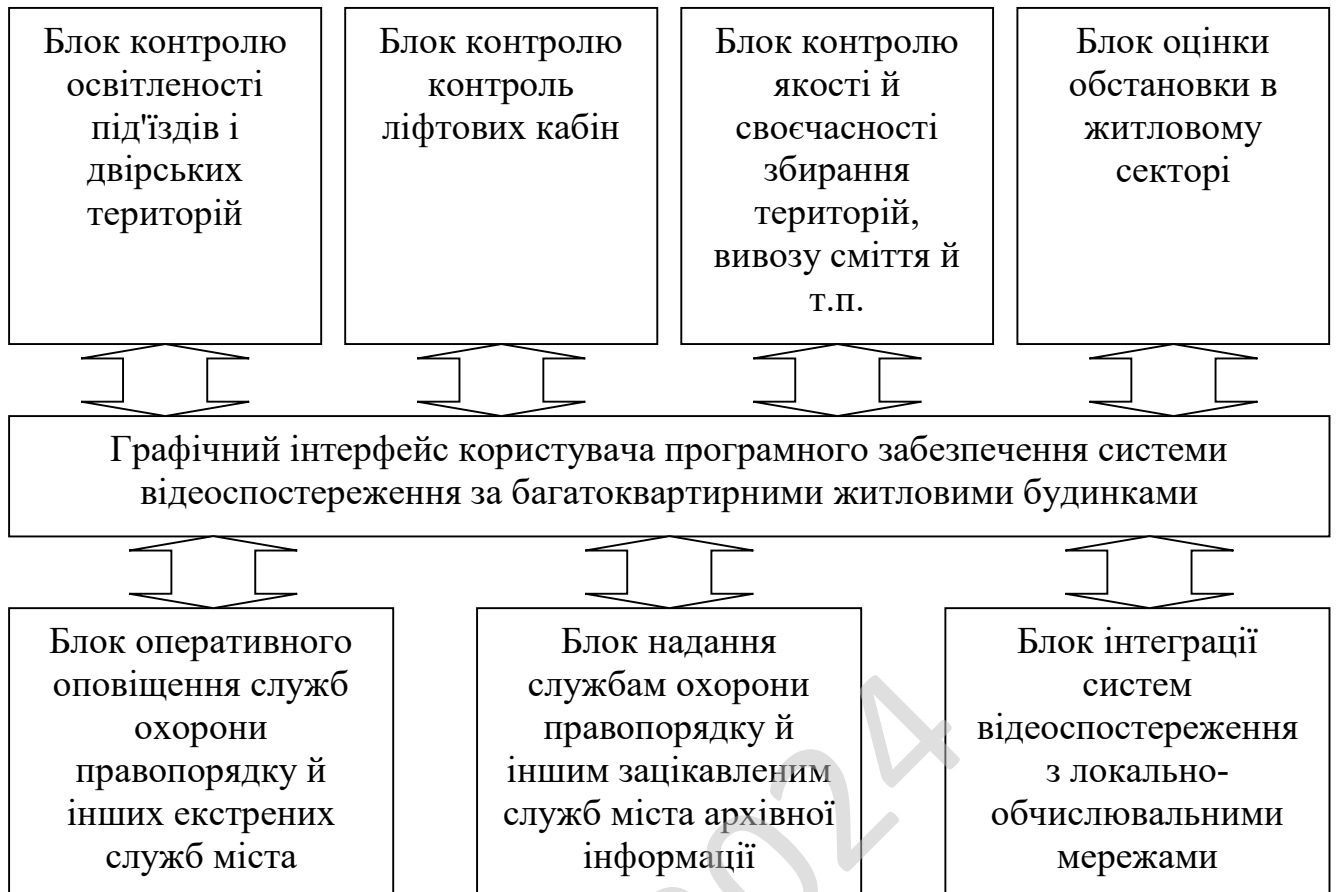 Блок контролю
освітленості
під'їздів і
двірських
територій
Блок контролю
контроль
ліфтових кабін
Блок контролю
якості й
своєчасності
збирання
територій,
вивозу сміття й
т.п.
Блок оцінки
обстановки в
житловому
секторі
Графічний інтерфейс користувача програмного забезпечення системи
відеоспостереження за багатоквартирними житловими будинками
Блок оперативного
оповіщення служб
охорони
правопорядку й
інших екстрених
служб міста
Блок надання
службам охорони
правопорядку й
іншим зацікавленим
служб міста архівної
інформації
Блок інтеграції
систем
відеоспостереження
з локально-
обчислювальними
мережами
2024